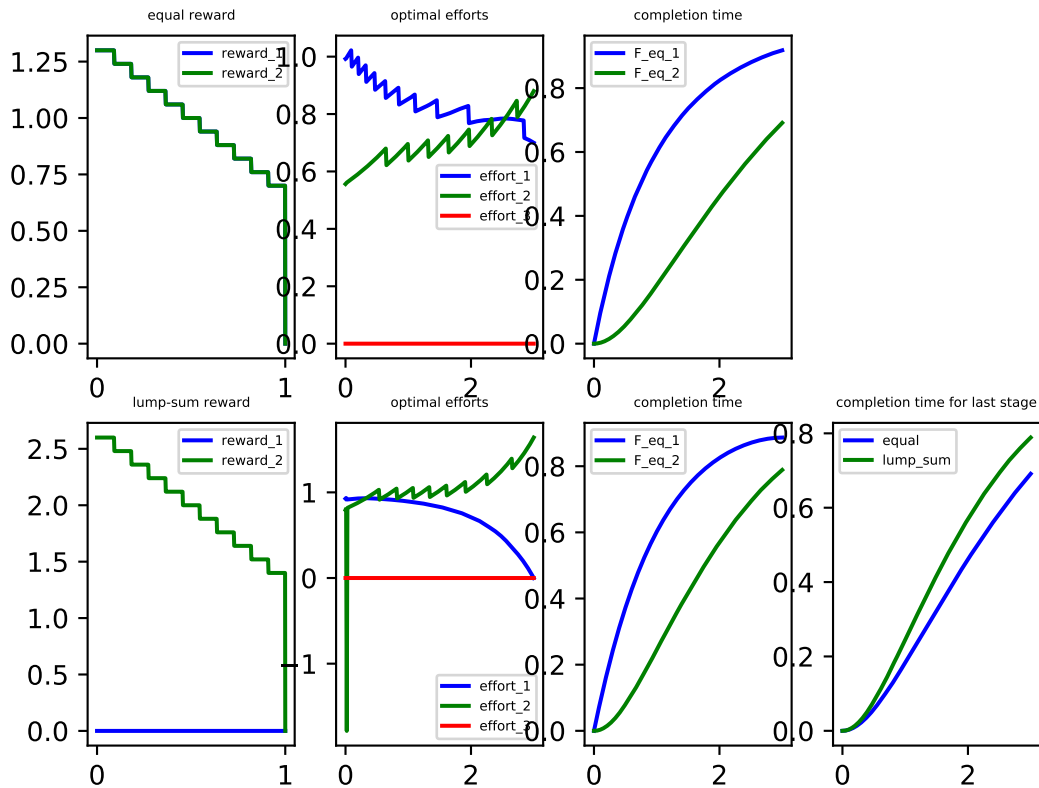 equal reward
optimal efforts
completion time
1.25
1.00
0.75
0.50
0.25
0.00
0
1
reward_1
reward_2
1.0
0.8
0.6
0.4
0.2
0.0
0
2
effort_1
effort_2
effort_3
0.8
0.6
0.4
0.2
0.0
0
2
F_eq_1
F_eq_2
lump-sum reward
optimal efforts
completion time
completion time for last stage
2.5
2.0
1.5
1.0
0.5
0.0
0
1
reward_1
reward_2
1
0
−1
0
2
effort_1
effort_2
effort_3
0.8
0.6
0.4
0.2
0.0
0
2
F_eq_1
F_eq_2
0.8
0.6
0.4
0.2
0.0
0
2
equal
lump_sum